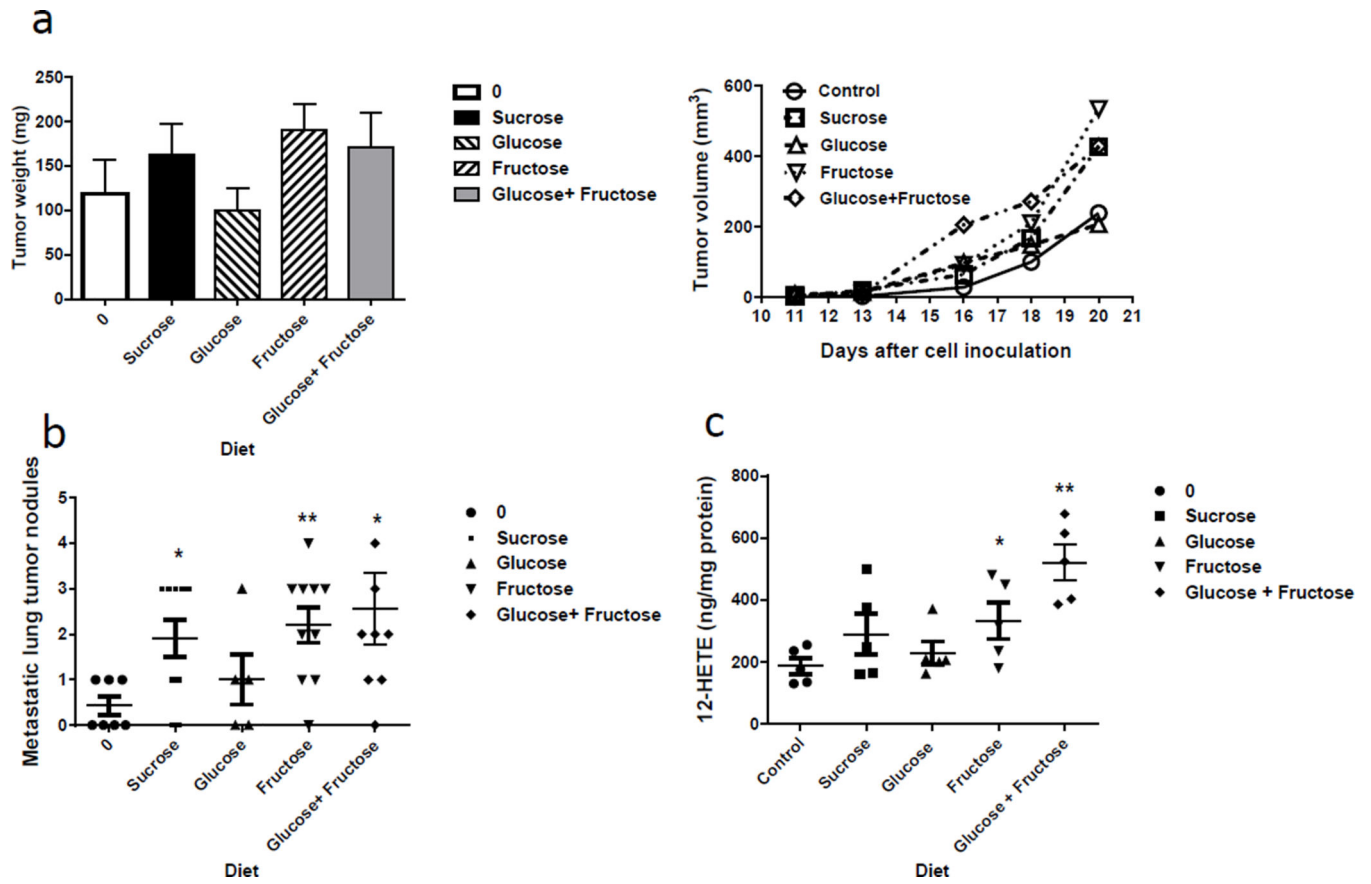 a
250
200
150
100
50
0
Tumor weight (mg)
0
Sucrose
Glucose
Fructose
Glucose+ Fructose
Diet
0
Sucrose
Glucose
Fructose
Glucose+ Fructose
600
400
200
0
Tumor volume (mm³)
Control
Sucrose
Glucose
Fructose
Glucose+Fructose
10 11 12 13 14 15 16 17 18 19 20 21
Days after cell inoculation
b
5
4
3
2
1
0
Metastatic lung tumor nodules
*
**
*
0
Sucrose
Glucose
Fructose
Glucose+ Fructose
Diet
0
Sucrose
Glucose
Fructose
Glucose+ Fructose
c
800
600
400
200
0
12-HETE (ng/mg protein)
*
**
Control
Sucrose
Glucose
Fructose
Glucose + Fructose
Diet
0
Sucrose
Glucose
Fructose
Glucose + Fructose